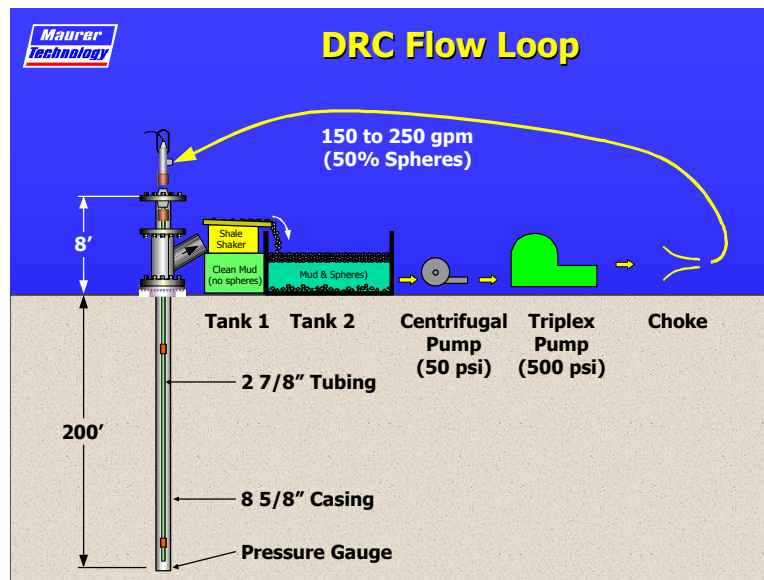 Maurer
Technology
DRC Flow Loop
150 to 250 gpm
(50% Spheres)
8’
Shale
Shaker
Clean Mud
(no spheres)
Mud & Spheres)
Tank 1
Tank 2
Centrifugal
Pump
(50 psi)
Triplex
Pump
(500 psi)
Choke
2 7/8” Tubing
200’
8 5/8” Casing
Pressure Gauge